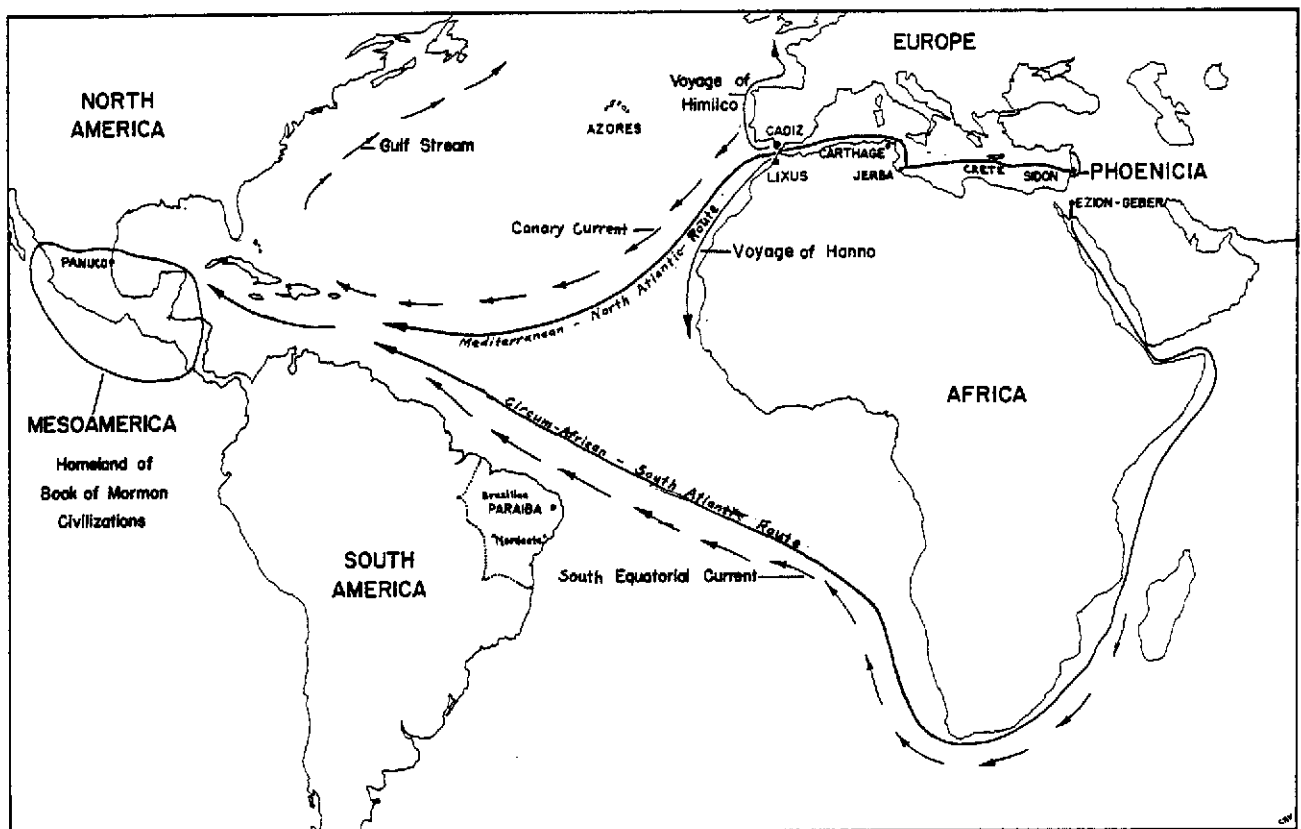 EUROPE
NORTH
AMERICA
Voyage of
Himilco
AZORES
CADIZ
Gulf Stream
CARTHAGE
LIXUS
JERBA
CRETE
SIDON
PHOENICIA
EZION-GEBER
Canary Current
Voyage of Hanno
PANUCO
Mediterranean - North Atlantic Route
AFRICA
MESOAMERICA
Homeland of
Book of Mormon
Civilizations
Circum-African - South Atlantic Route
Brazilian
PARAIBA
"Nordeste"
SOUTH
AMERICA
South Equatorial Current